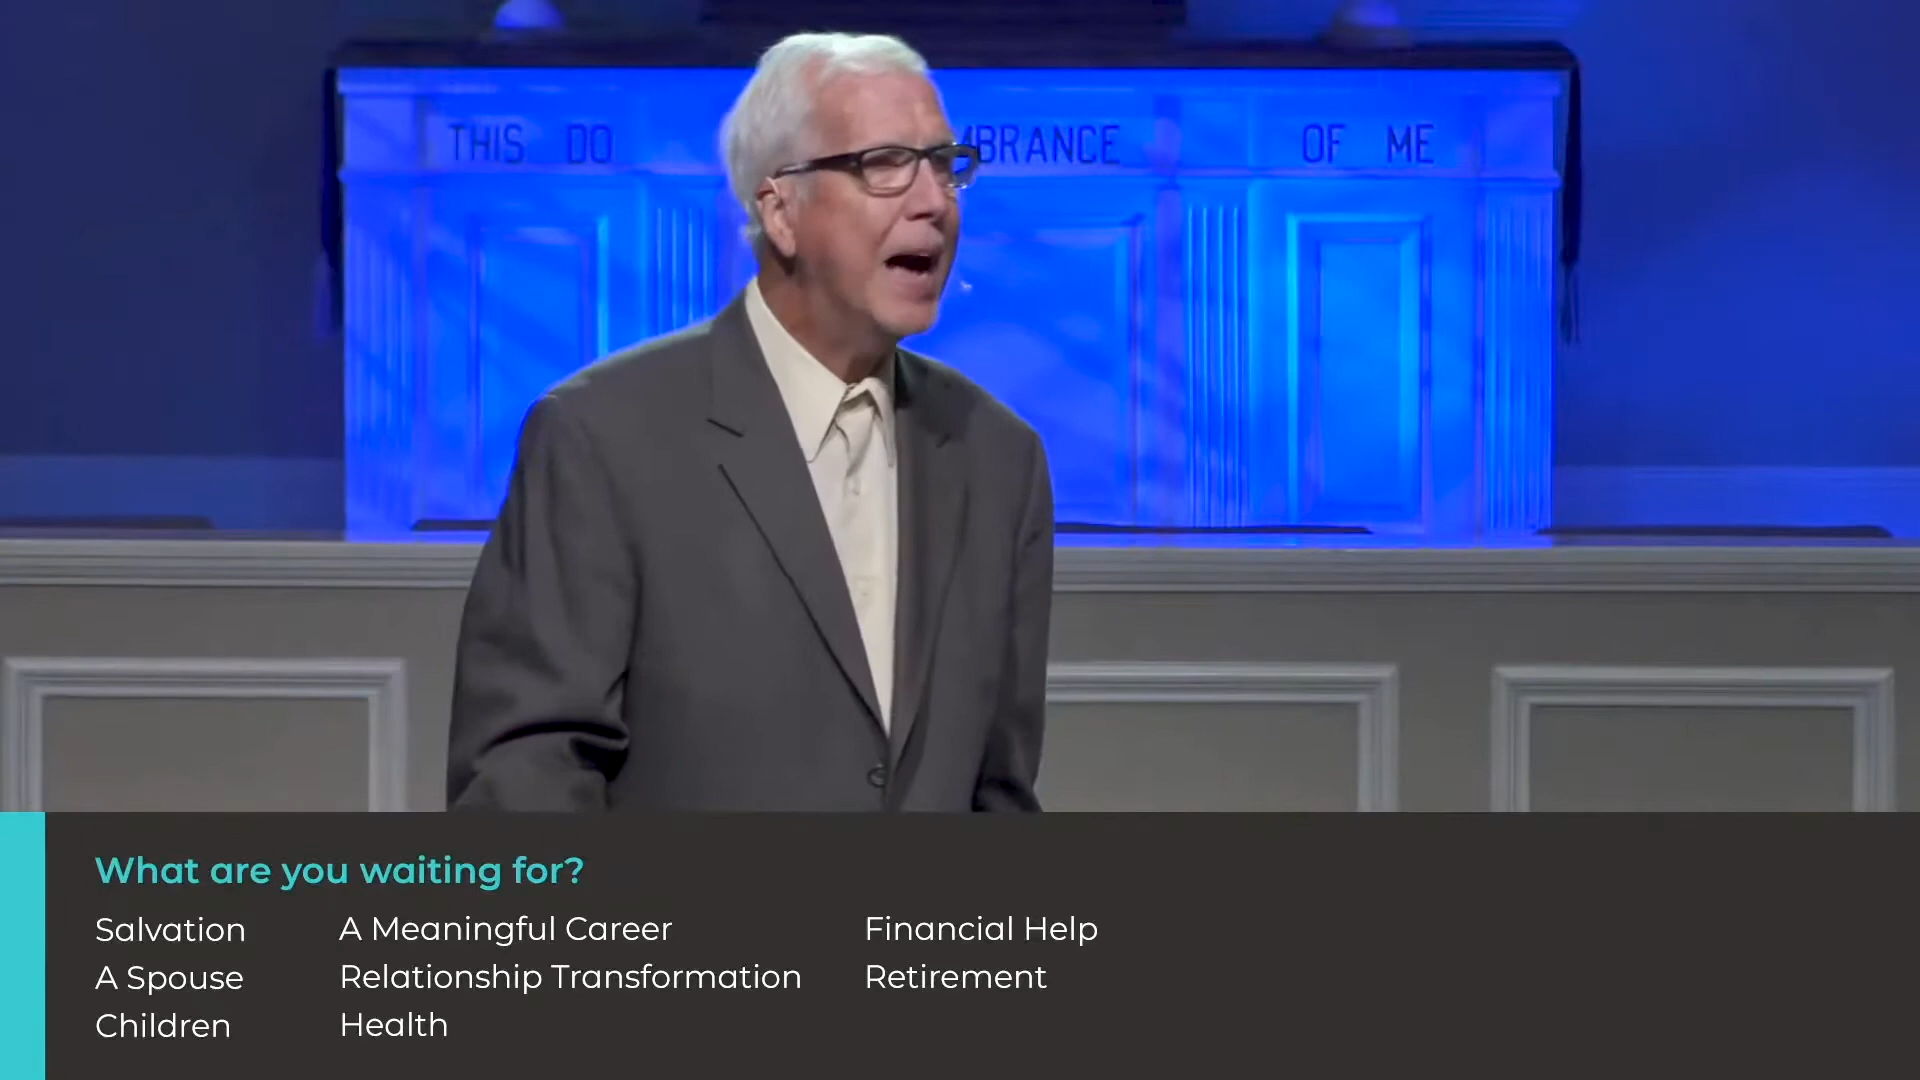 THIS DO BRANCE OF ME
What are you waiting for?
Salvation
A Spouse
Children
A Meaningful Career
Relationship Transformation
Health
Financial Help
Retirement